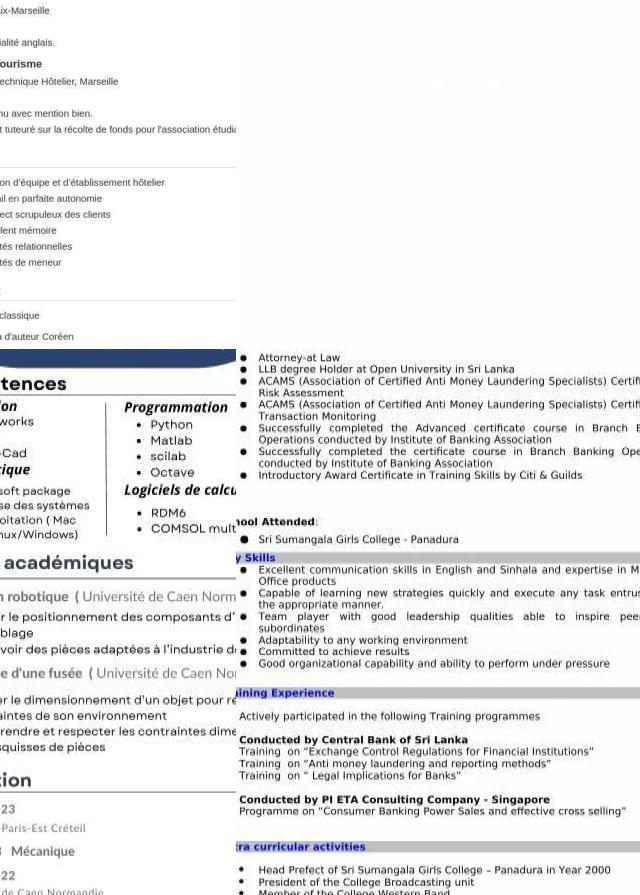 ix-Marseille
ialité anglais.
ourisme
echnique Hôtelier, Marseille
nu avec mention bien.
t tuteuré sur la récolte de fonds pour l'association étudia
on d'équipe et d'établissement hôtelier
ail en parfaite autonomie
ect scrupuleux des clients
llent mémoire
tés relationnelles
tés de meneur
classique
a d'auteur Coréen
tences
on
works
-Cad
tique
soft package
se des systèmes
oitation ( Mac
nux/Windows)
Programmation
• Python
• Matlab
• scilab
• Octave
Logiciels de calcu
• RDM6
• COMSOL mult
académiques
n robotique ( Université de Caen Norm
r le positionnement des composants d'
blage
voir des pièces adaptées à l'industrie d
e d'une fusée ( Université de Caen No
er le dimensionnement d'un objet pour re
aintes de son environnement
rendre et respecter les contraintes dime
squisses de pièces
tion
23
Paris-Est Créteil
Mécanique
22
de Caen Normandie
● Attorney-at Law
● LLB degree Holder at Open University in Sri Lanka
● ACAMS (Association of Certified Anti Money Laundering Specialists) Certif
Risk Assessment
● ACAMS (Association of Certified Anti Money Laundering Specialists) Certif
Transaction Monitoring
● Successfully completed the Advanced certificate course in Branch B
Operations conducted by Institute of Banking Association
● Successfully completed the certificate course in Branch Banking Ope
conducted by Institute of Banking Association
● Introductory Award Certificate in Training Skills by Citi & Guilds
hool Attended:
● Sri Sumangala Girls College - Panadura
y Skills
● Excellent communication skills in English and Sinhala and expertise in M
Office products
● Capable of learning new strategies quickly and execute any task entrus
the appropriate manner.
● Team player with good leadership qualities able to inspire pee
subordinates
● Adaptability to any working environment
● Committed to achieve results
● Good organizational capability and ability to perform under pressure
ining Experience
Actively participated in the following Training programmes
Conducted by Central Bank of Sri Lanka
Training on “Exchange Control Regulations for Financial Institutions”
Training on “Anti money laundering and reporting methods”
Training on “ Legal Implications for Banks”
Conducted by PI ETA Consulting Company - Singapore
Programme on “Consumer Banking Power Sales and effective cross selling”
tra curricular activities
● Head Prefect of Sri Sumangala Girls College – Panadura in Year 2000
● President of the College Broadcasting unit
● Member of the College Western Band